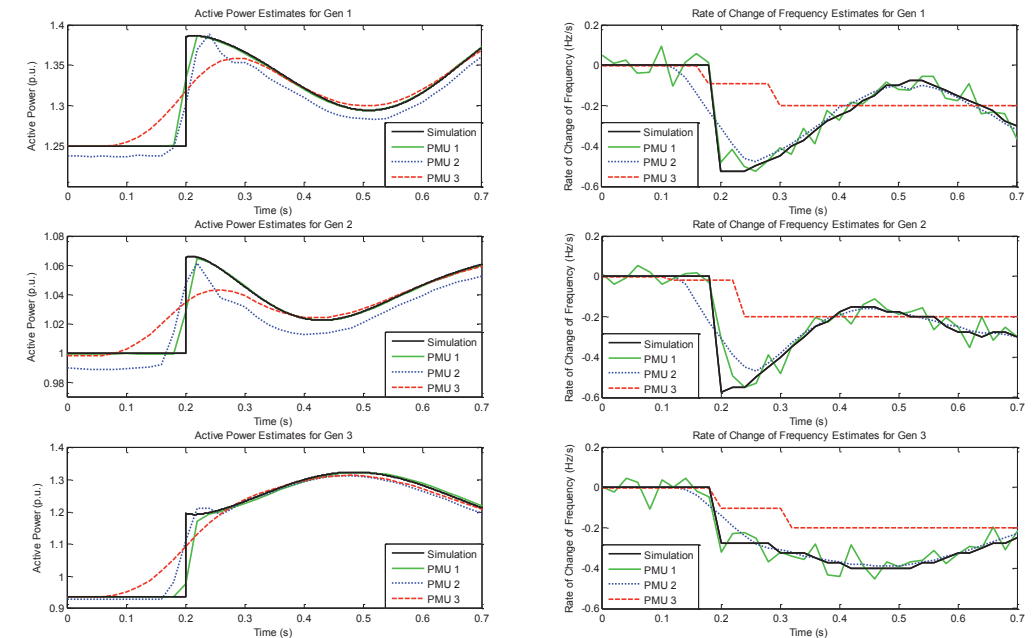 Active Power Estimates for Gen 1
Active Power (p.u.)
1.4
1.35
1.3
1.25
0 0.1 0.2 0.3 0.4 0.5 0.6 0.7
Time (s)
Simulation
PMU 1
PMU 2
PMU 3
Rate of Change of Frequency Estimates for Gen 1
Rate of Change of Frequency (Hz/s)
0.2
0
-0.2
-0.4
-0.6
0 0.1 0.2 0.3 0.4 0.5 0.6 0.7
Time (s)
Simulation
PMU 1
PMU 2
PMU 3
Active Power Estimates for Gen 2
Active Power (p.u.)
1.08
1.06
1.04
1.02
1
0.98
0 0.1 0.2 0.3 0.4 0.5 0.6 0.7
Time (s)
Simulation
PMU 1
PMU 2
PMU 3
Rate of Change of Frequency Estimates for Gen 2
Rate of Change of Frequency (Hz/s)
0.2
0
-0.2
-0.4
-0.6
0 0.1 0.2 0.3 0.4 0.5 0.6 0.7
Time (s)
Simulation
PMU 1
PMU 2
PMU 3
Active Power Estimates for Gen 3
Active Power (p.u.)
1.4
1.3
1.2
1.1
1
0.9
0 0.1 0.2 0.3 0.4 0.5 0.6 0.7
Time (s)
Simulation
PMU 1
PMU 2
PMU 3
Rate of Change of Frequency Estimates for Gen 3
Rate of Change of Frequency (Hz/s)
0.2
0
-0.2
-0.4
-0.6
0 0.1 0.2 0.3 0.4 0.5 0.6 0.7
Time (s)
Simulation
PMU 1
PMU 2
PMU 3